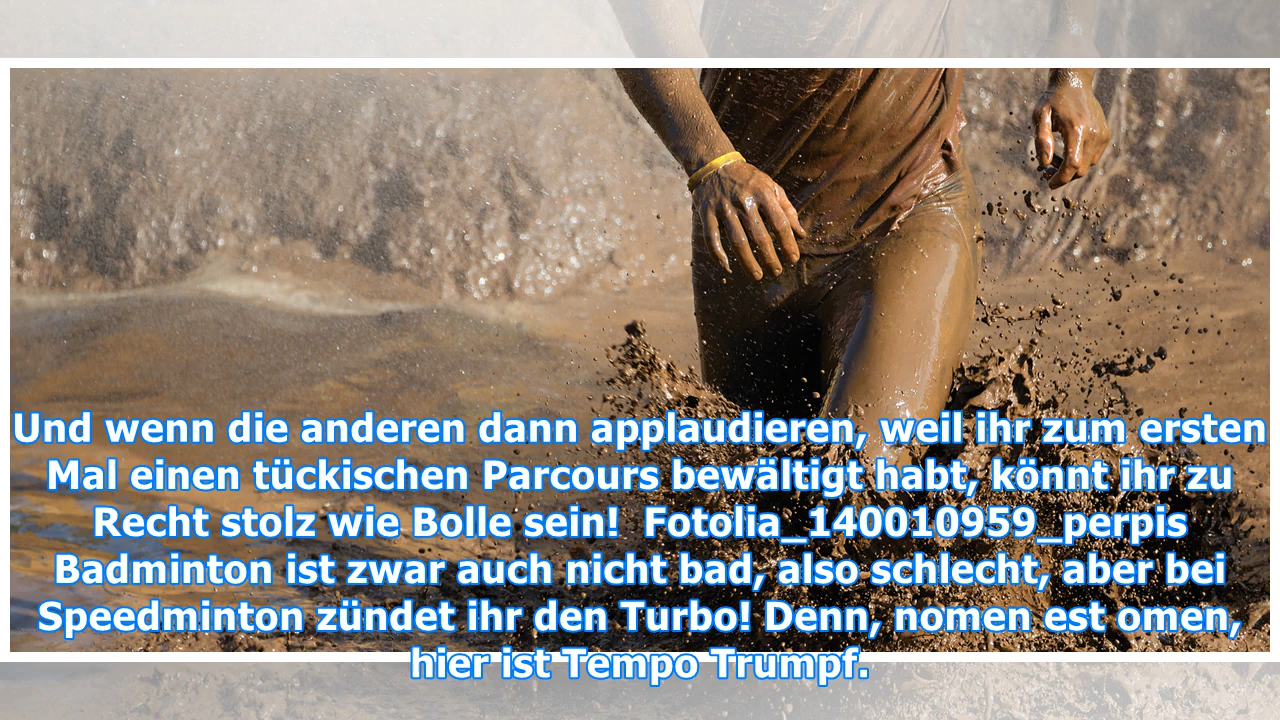 Und wenn die anderen dann applaudieren, weil ihr zum ersten
Mal einen tückischen Parcours bewältigt habt, könnt ihr zu
Recht stolz wie Bolle sein!  Fotolia_140010959_perpis
Badminton ist zwar auch nicht bad, also schlecht, aber bei
Speedminton zündet ihr den Turbo! Denn, nomen est omen,
hier ist Tempo Trumpf.